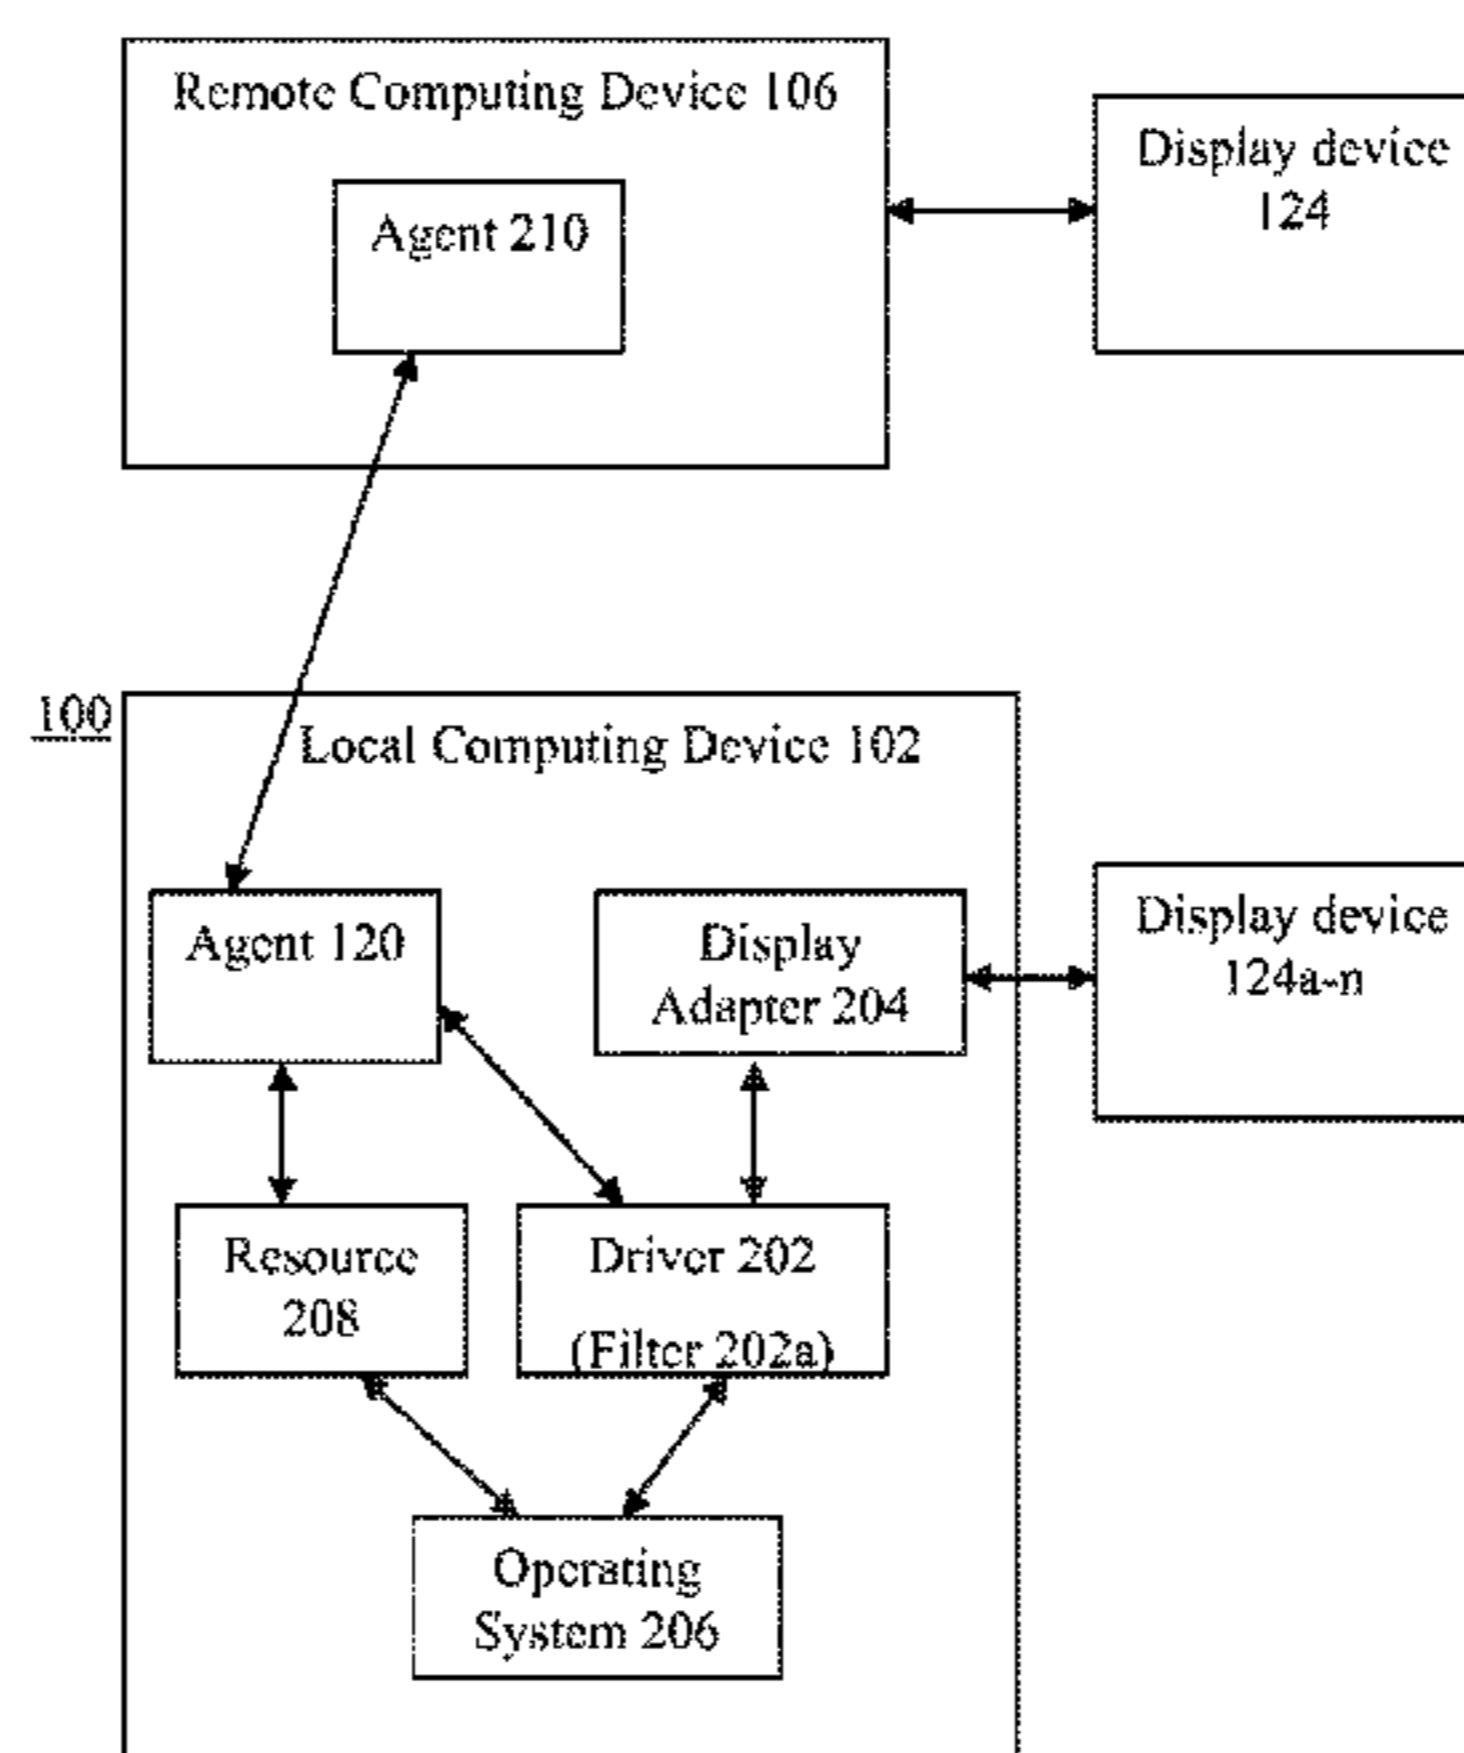 Remote Computing Device 106
Agent 210
Display device
124
100
Local Computing Device 102
Agent 120
Display
Adapter 204
Display device
124a-n
Resource
208
Driver 202
(Filter 202a)
Operating
System 206